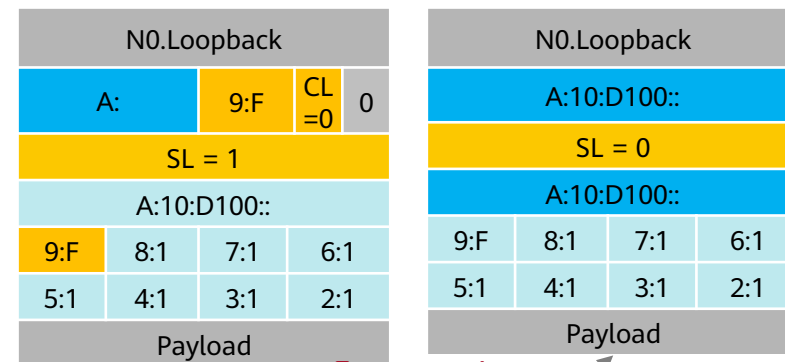 N0.Loopback
A: 9:F CL =0 0
SL = 1
A:10:D100::
9:F 8:1 7:1 6:1
5:1 4:1 3:1 2:1
Payload
N0.Loopback
A:10:D100::
SL = 0
A:10:D100::
9:F 8:1 7:1 6:1
5:1 4:1 3:1 2:1
Payload